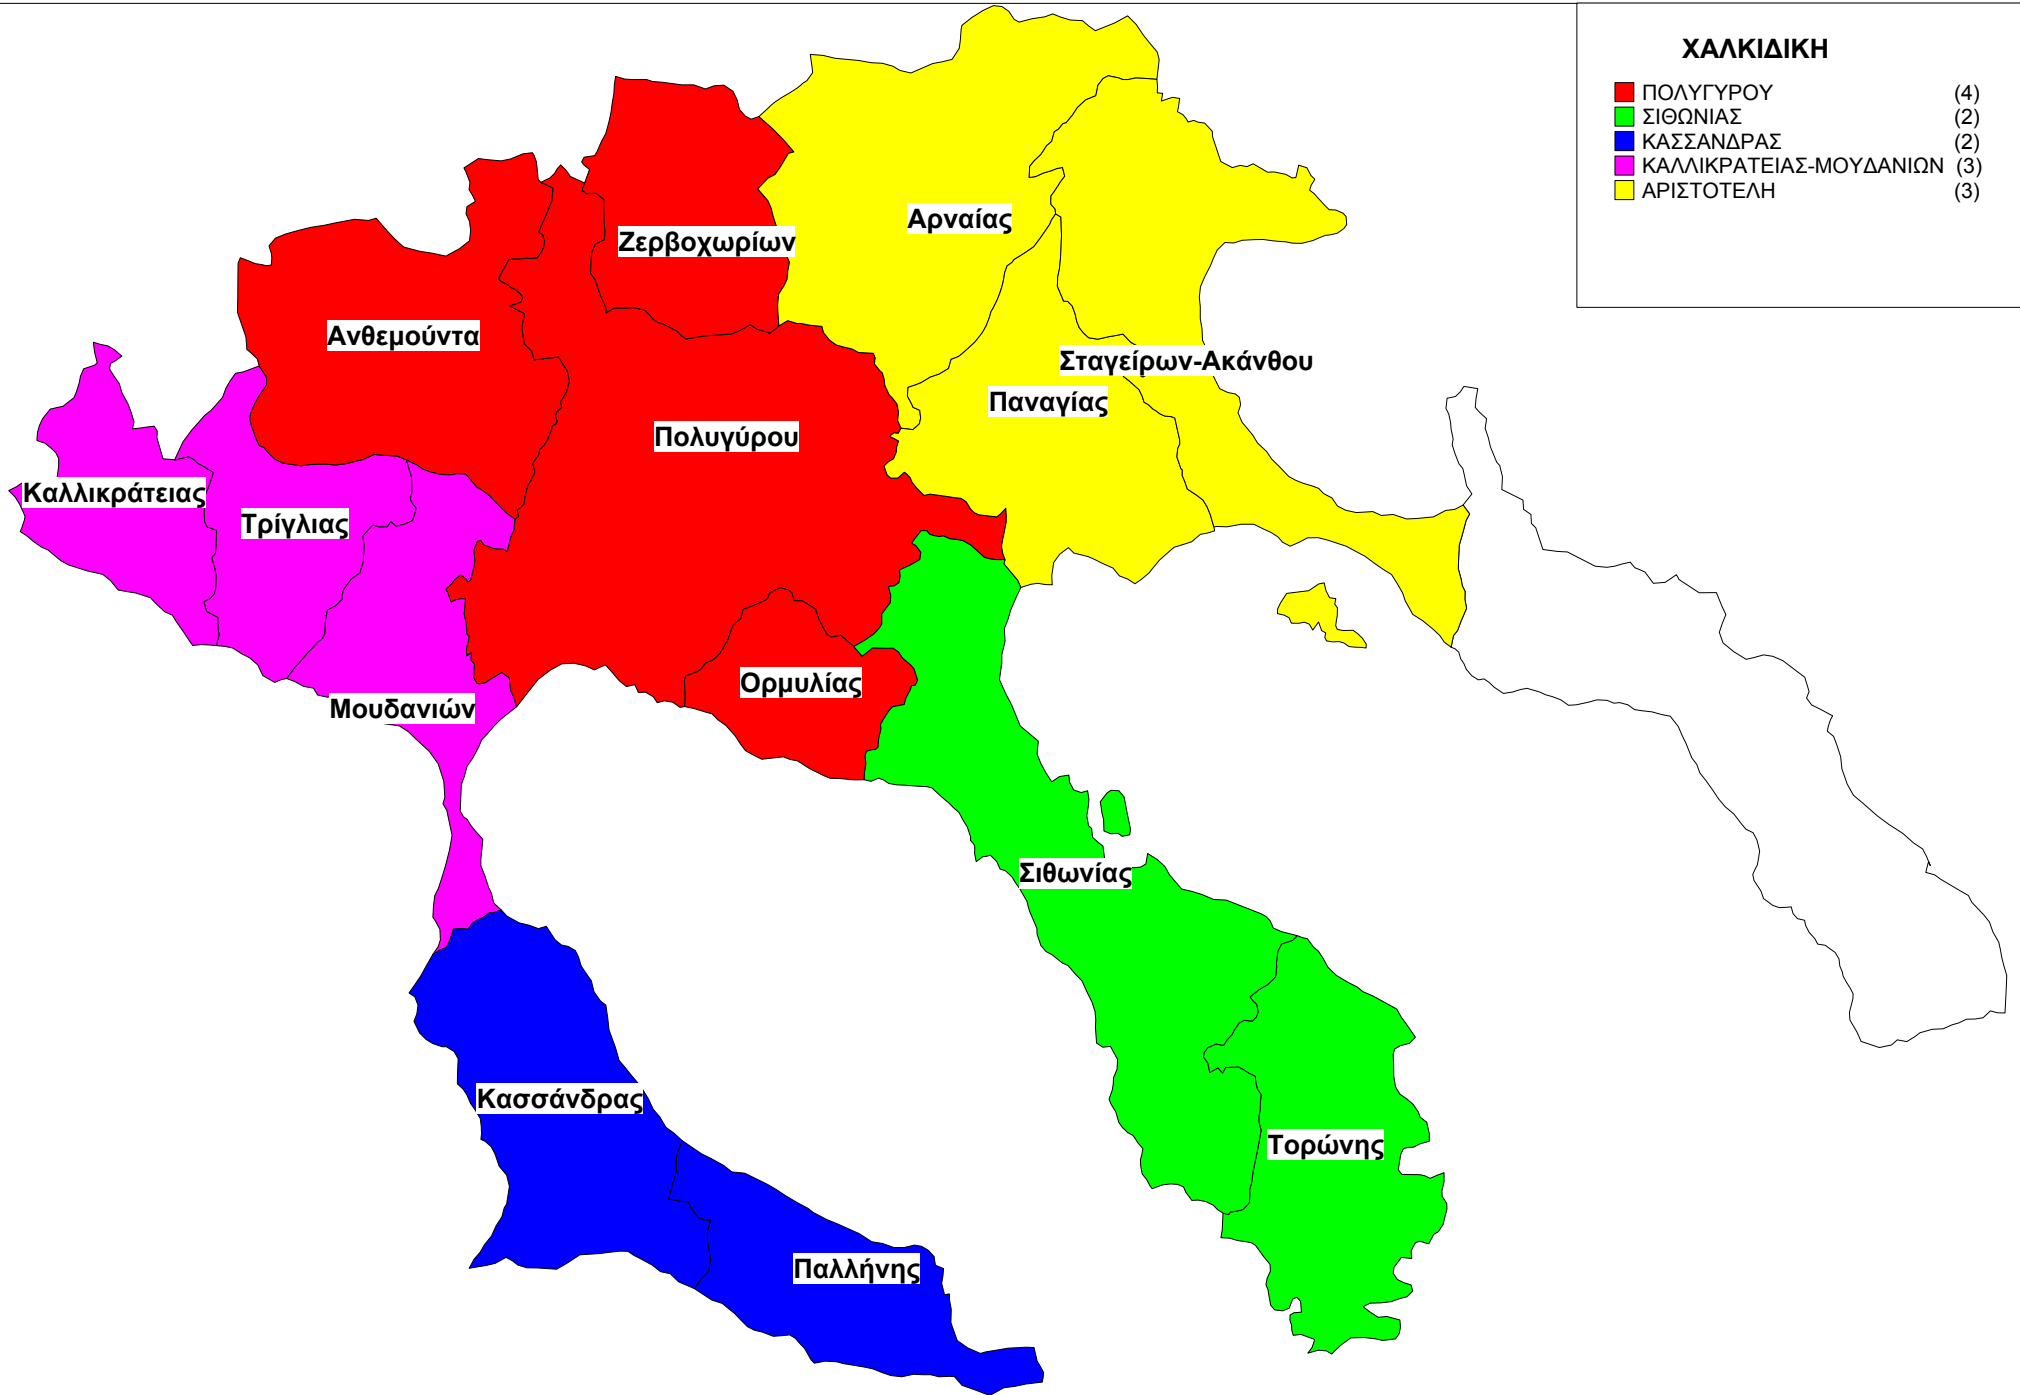 ΧΑΛΚΙΔΙΚΗ
ΠΟΛΥΓΥΡΟΥ (4)
ΣΙΘΩΝΙΑΣ (2)
ΚΑΣΣΑΝΔΡΑΣ (2)
ΚΑΛΛΙΚΡΑΤΕΙΑΣ-ΜΟΥΔΑΝΙΩΝ (3)
ΑΡΙΣΤΟΤΕΛΗ (3)
Αρναίας
Ζερβοχωρίων
Ανθεμούντα
Σταγείρων-Ακάνθου
Παναγίας
Πολυγύρου
Καλλικράτειας
Τρίγλιας
Ορμυλίας
Μουδανιών
Σιθωνίας
Κασσάνδρας
Τορώνης
Παλλήνης